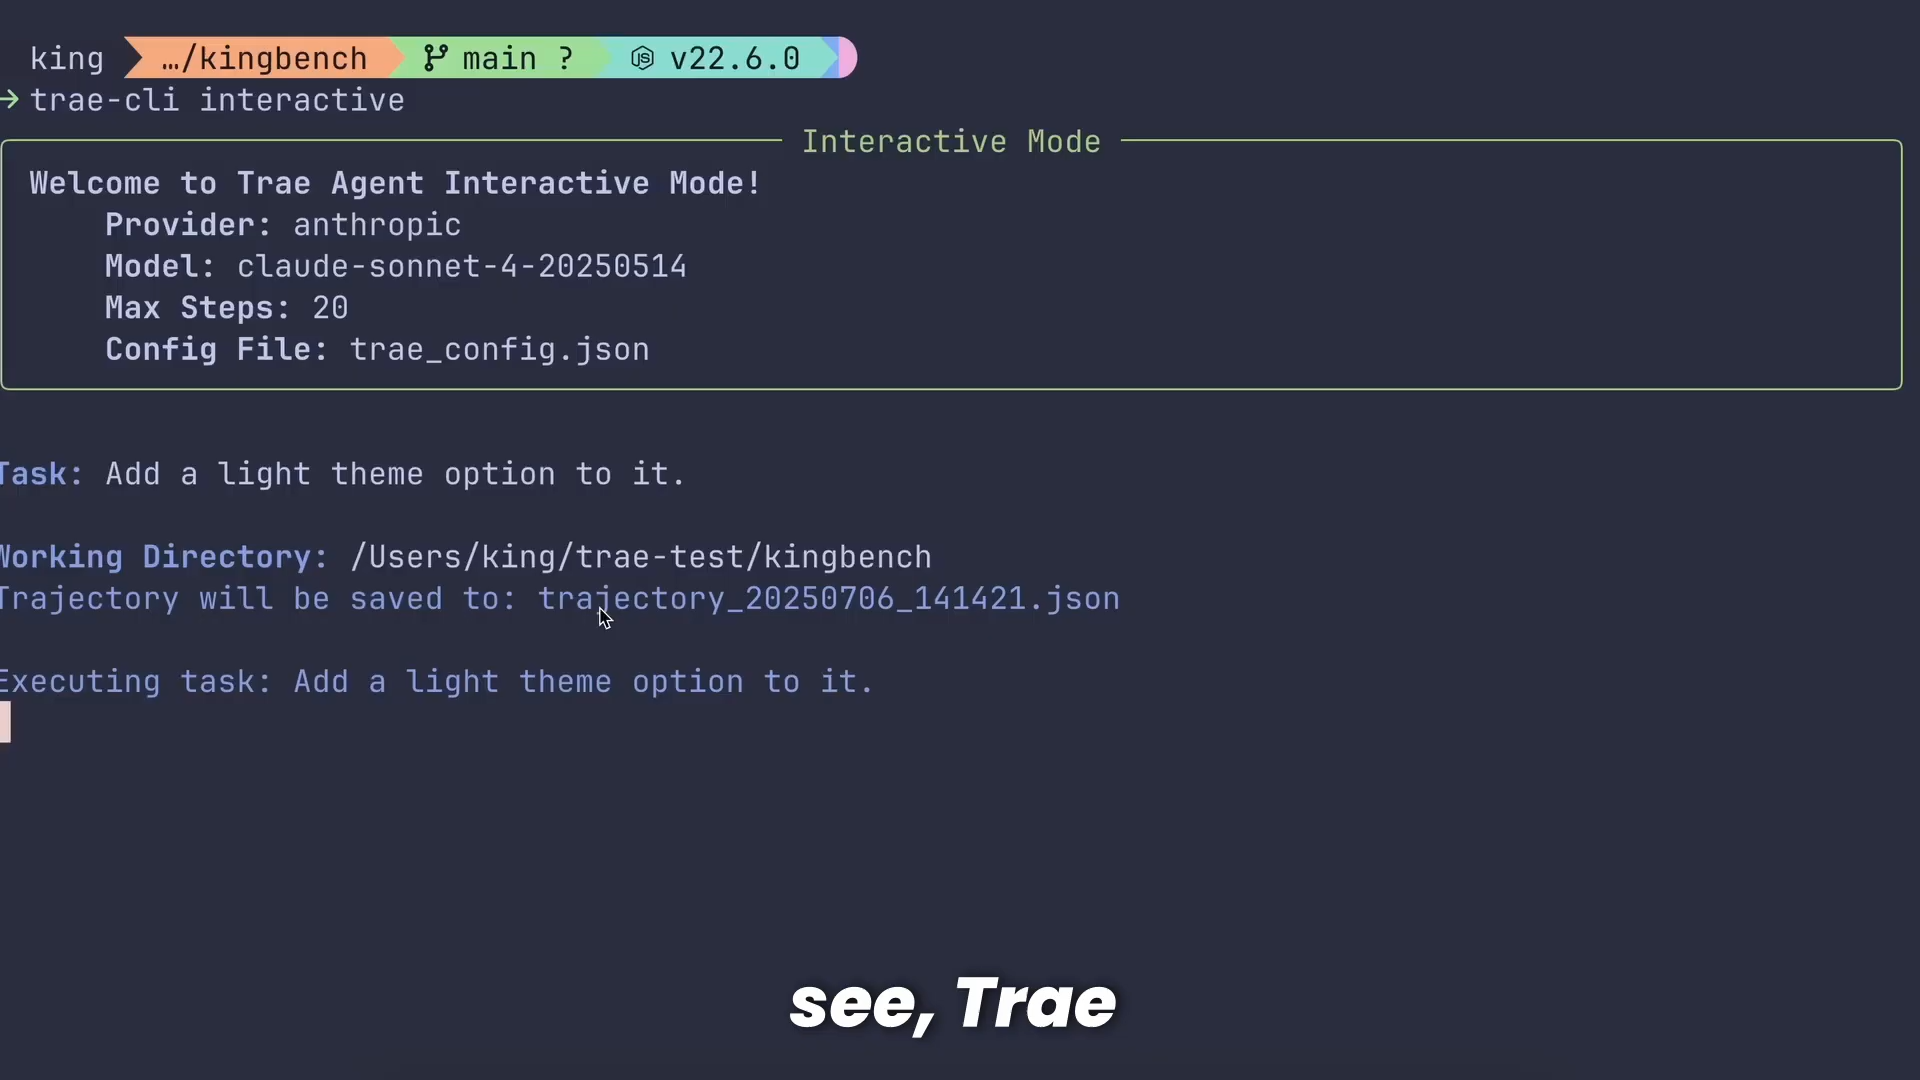 king …/kingbench main ? v22.6.0
→ trae-cli interactive
Interactive Mode
Welcome to Trae Agent Interactive Mode!
Provider: anthropic
Model: claude-sonnet-4-20250514
Max Steps: 20
Config File: trae_config.json
Task: Add a light theme option to it.
Working Directory: /Users/king/trae-test/kingbench
Trajectory will be saved to: trajectory_20250706_141421.json
Executing task: Add a light theme option to it.
see, Trae